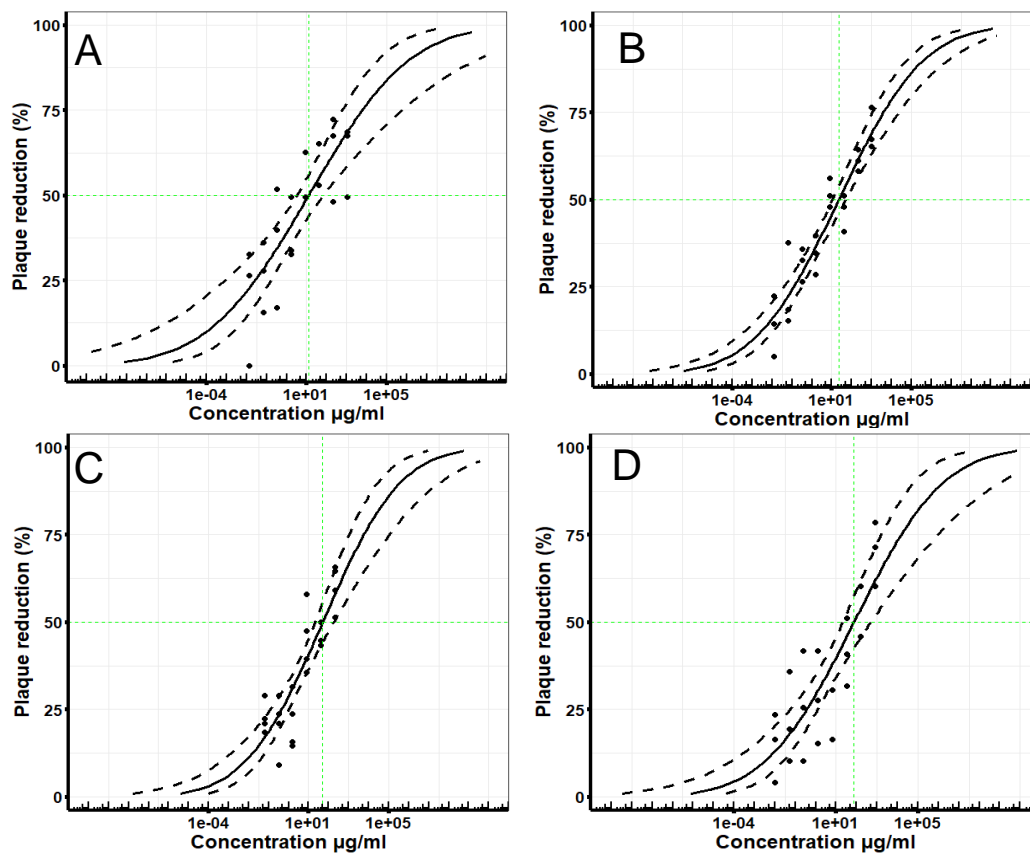 A
Plaque reduction (%)
100
75
50
25
0
1e-04 1e+01 1e+05
Concentration µg/ml
B
Plaque reduction (%)
100
75
50
25
0
1e-04 1e+01 1e+05
Concentration µg/ml
C
Plaque reduction (%)
100
75
50
25
0
1e-04 1e+01 1e+05
Concentration µg/ml
D
Plaque reduction (%)
100
75
50
25
0
1e-04 1e+01 1e+05
Concentration µg/ml